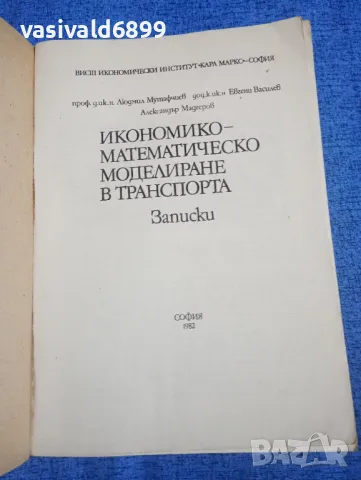 vasivald6899
ВИСШ ИКОНОМИЧЕСКИ ИНСТИТУТ "КАРЛ МАРКС" – СОФИЯ
проф. д.ик.н. Людмил Мутафчиев доц. к.ик.н. Евгени Василев
Александър Мадгеров
ИКОНОМИКО–
МАТЕМАТИЧЕСКО
МОДЕЛИРАНЕ
В ТРАНСПОРТА
Записки
СОФИЯ
1982
BAZAR